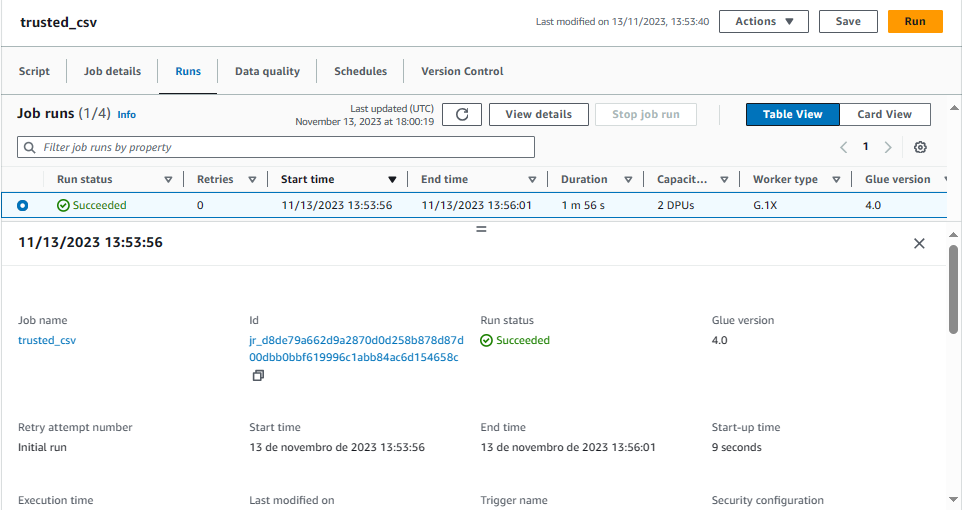 trusted_csv
Last modified on 13/11/2023, 13:53:40
Actions
Save
Run
Script
Job details
Runs
Data quality
Schedules
Version Control
Job runs (1/4) Info
Last updated (UTC)
November 13, 2023 at 18:00:19
View details
Stop job run
Table View
Card View
Filter job runs by property
1
Run status
Retries
Start time
End time
Duration
Capacit...
Worker type
Glue version
Succeeded
0
11/13/2023 13:53:56
11/13/2023 13:56:01
1 m 56 s
2 DPUs
G.1X
4.0
11/13/2023 13:53:56
Job name
Id
Run status
Glue version
trusted_csv
jr_d8de79a662d9a2870d0d258b878d87d
00dbb0bbf619996c1abb84ac6d154658c
Succeeded
4.0
Retry attempt number
Start time
End time
Start-up time
Initial run
13 de novembro de 2023 13:53:56
13 de novembro de 2023 13:56:01
9 seconds
Execution time
Last modified on
Trigger name
Security configuration